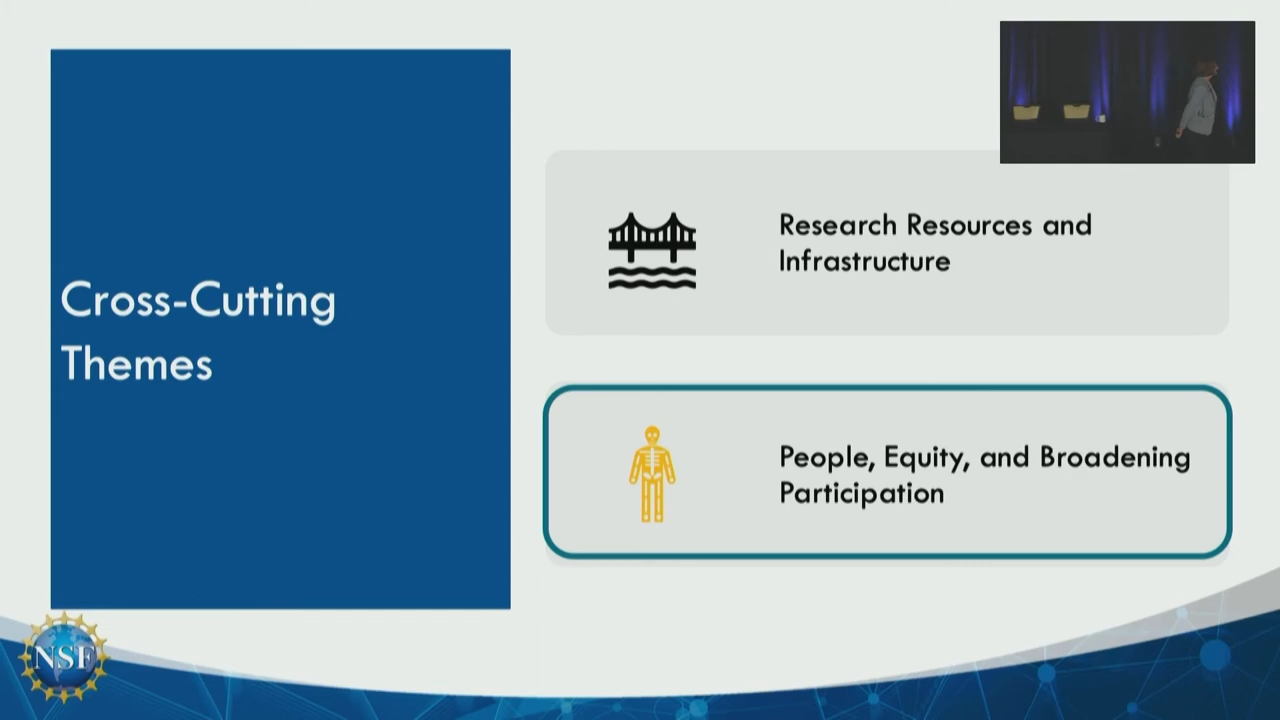 Cross-Cutting
Themes
Research Resources and
Infrastructure
People, Equity, and Broadening
Participation
NSF